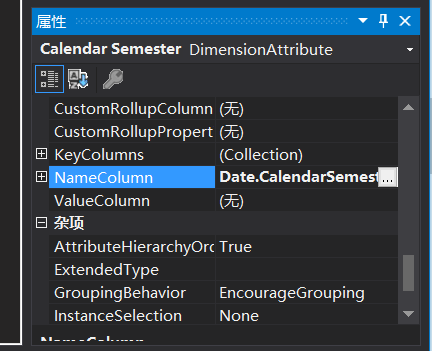 属性
Calendar Semester DimensionAttribute
CustomRollupColumn (无)
CustomRollupPropert (无)
KeyColumns (Collection)
NameColumn Date.CalendarSemest ...
ValueColumn (无)
杂项
AttributeHierarchyOrd True
ExtendedType
GroupingBehavior EncourageGrouping
InstanceSelection None
NameColumn